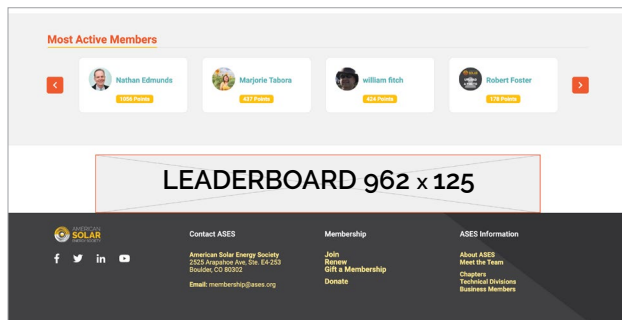 Most Active Members
Nathan Edmunds
1056 Points
Marjorie Tabora
437 Points
william fitch
424 Points
Robert Foster
178 Points
LEADERBOARD 962 x 125
AMERICAN
SOLAR
ENERGY SOCIETY
Contact ASES
American Solar Energy Society
2525 Arapahoe Ave, Ste. E4-253
Boulder, CO 80302
Email: membership@ases.org
Membership
Join
Renew
Gift a Membership
Donate
ASES Information
About ASES
Meet the Team
Chapters
Technical Divisions
Business Members